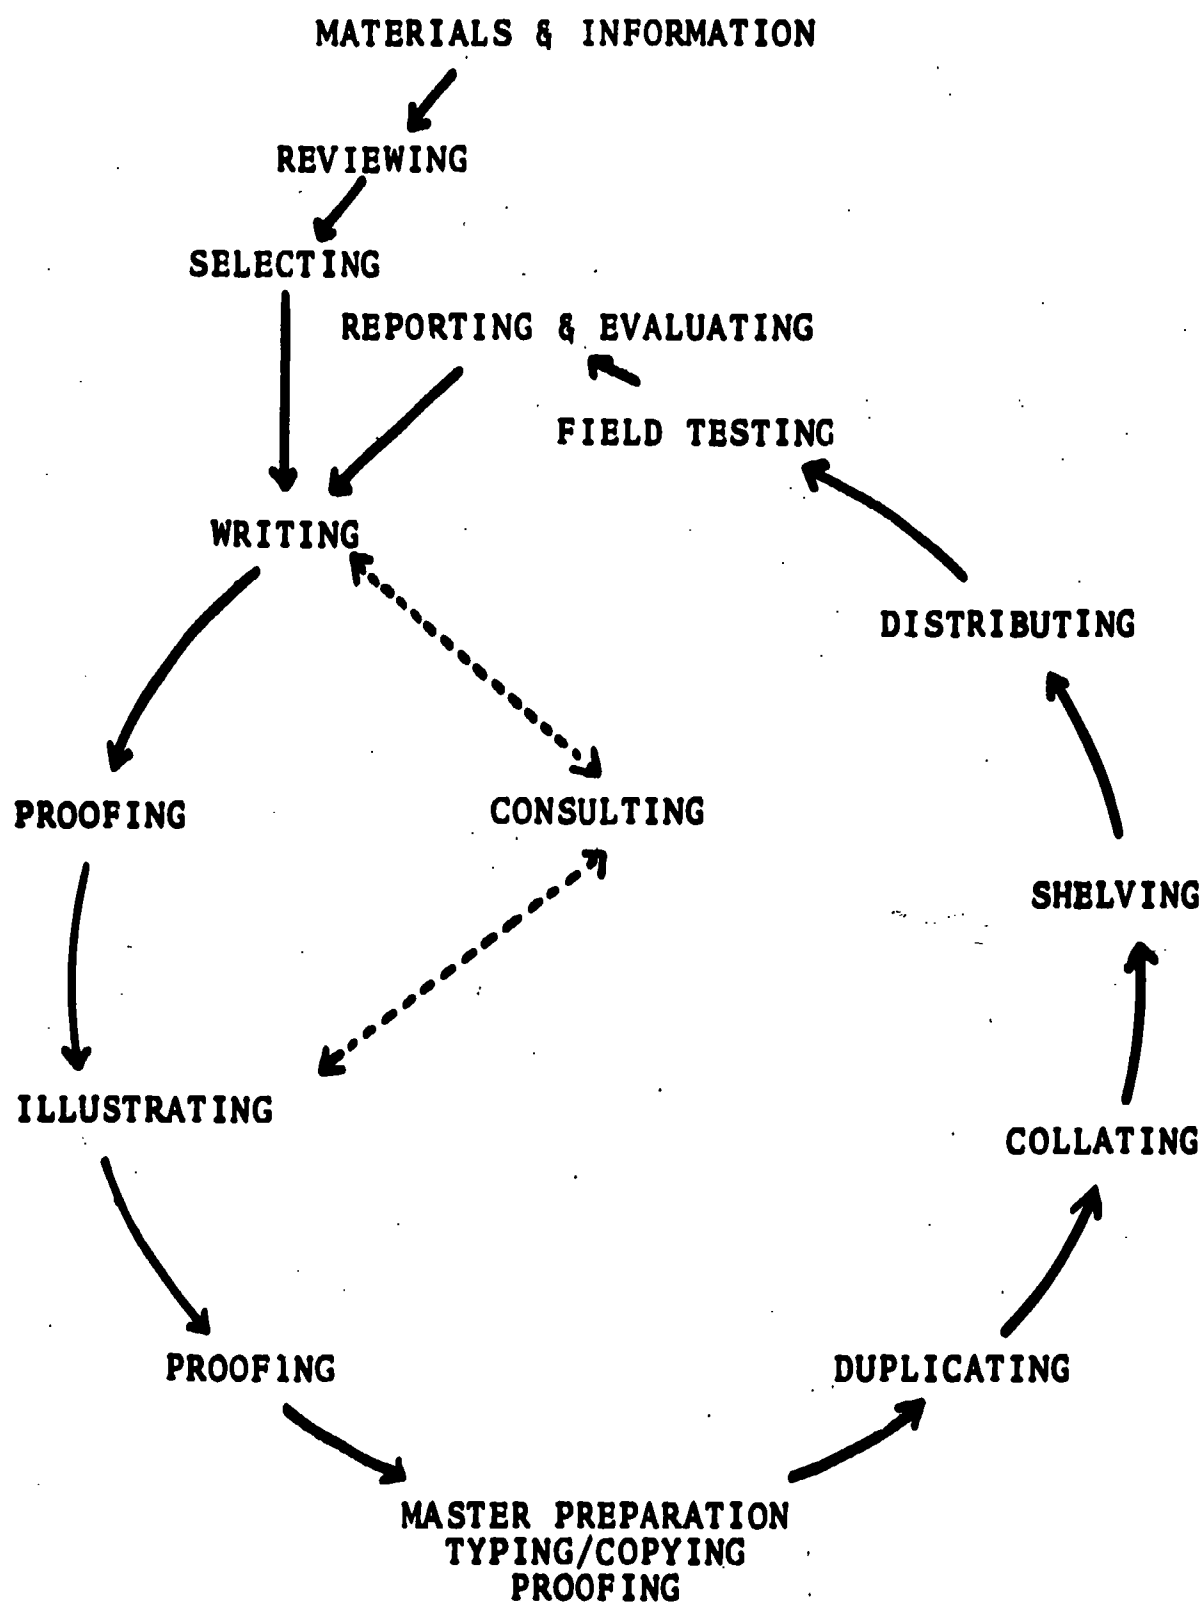 MATERIALS & INFORMATION
REVIEWING
SELECTING
REPORTING & EVALUATING
FIELD TESTING
WRITING
DISTRIBUTING
PROOFING
CONSULTING
SHELVING
ILLUSTRATING
COLLATING
PROOFING
DUPLICATING
MASTER PREPARATION
TYPING/COPYING
PROOFING